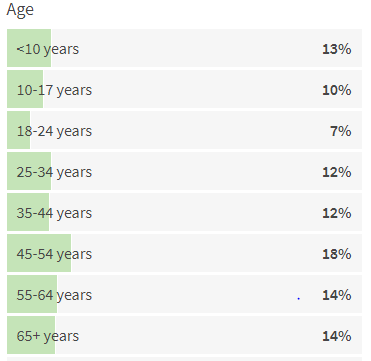 Age
<10 years 13%
10-17 years 10%
18-24 years 7%
25-34 years 12%
35-44 years 12%
45-54 years 18%
55-64 years 14%
65+ years 14%